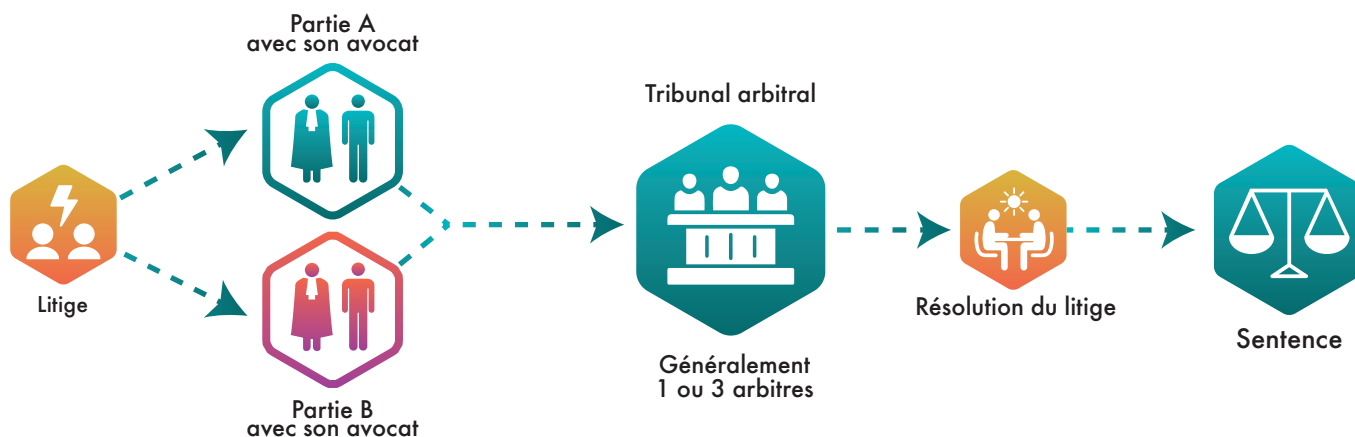 Partie A
avec son avocat
Litige
Partie B
avec son avocat
Tribunal arbitral
Généralement
1 ou 3 arbitres
Résolution du litige
Sentence